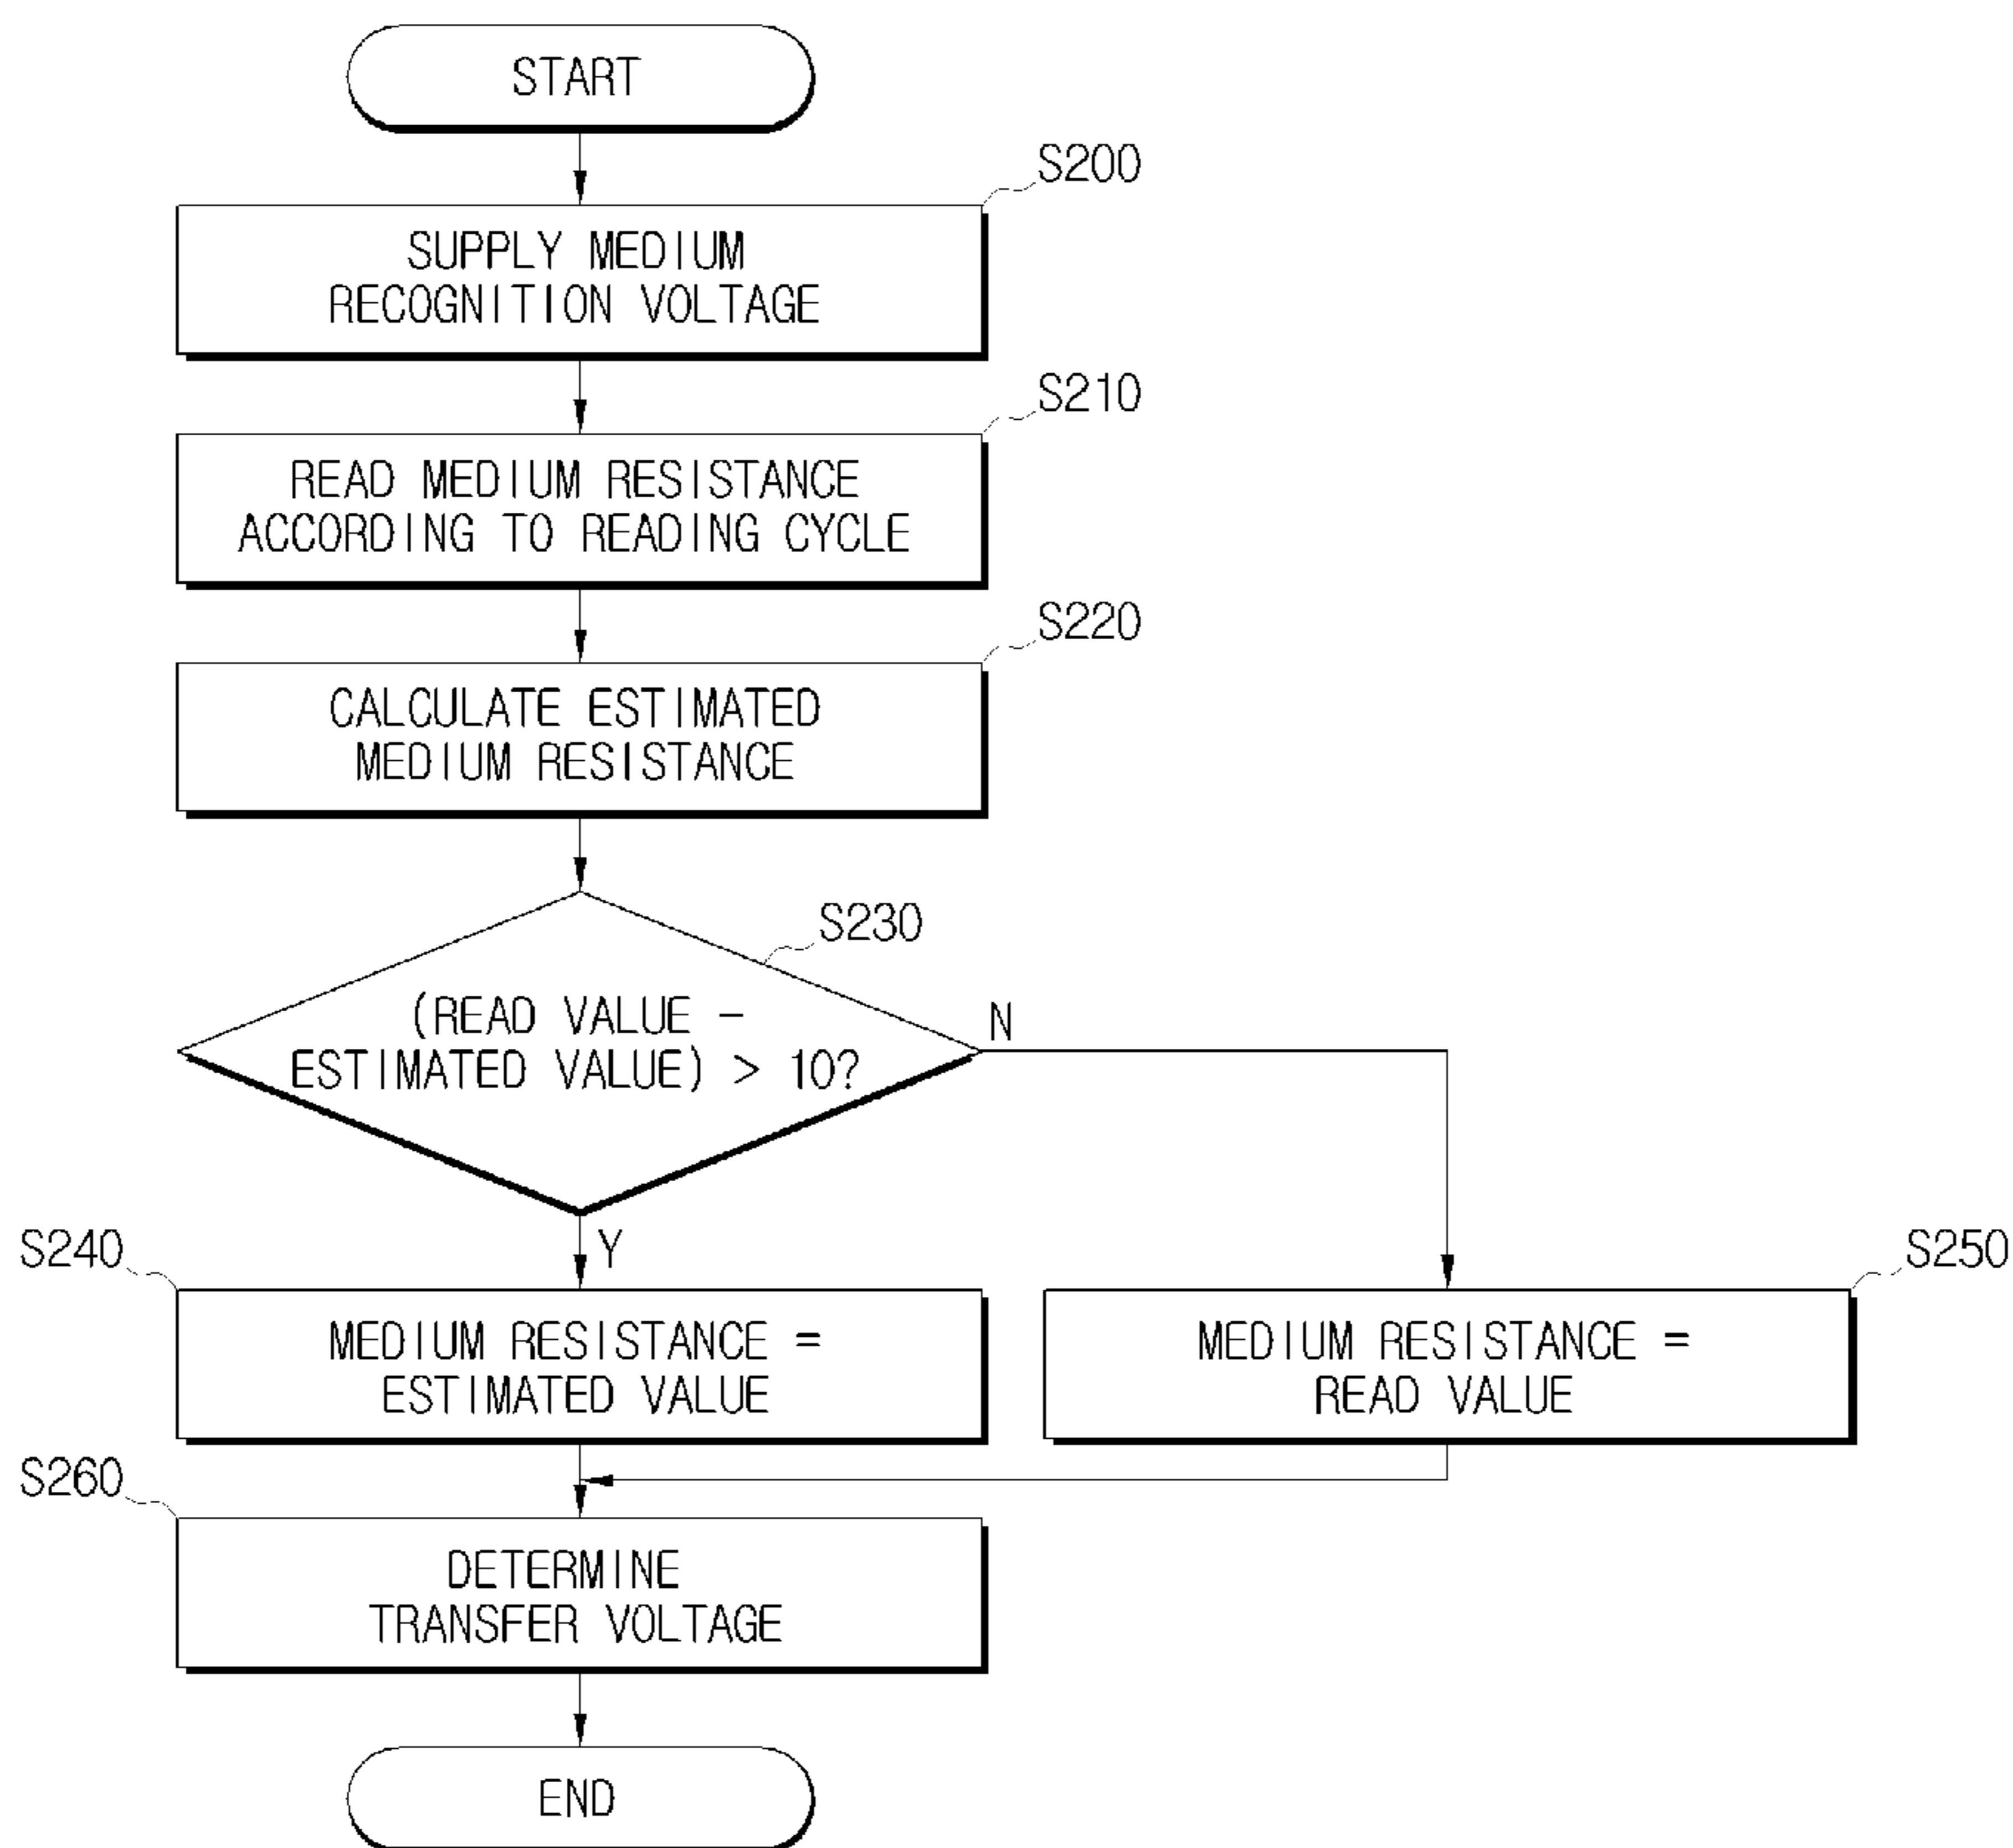 START
S200
SUPPLY MEDIUM
RECOGNITION VOLTAGE
S210
READ MEDIUM RESISTANCE
ACCORDING TO READING CYCLE
S220
CALCULATE ESTIMATED
MEDIUM RESISTANCE
S230
(READ VALUE -
ESTIMATED VALUE) > 10?
N
Y
S240
MEDIUM RESISTANCE =
ESTIMATED VALUE
S250
MEDIUM RESISTANCE =
READ VALUE
S260
DETERMINE
TRANSFER VOLTAGE
END